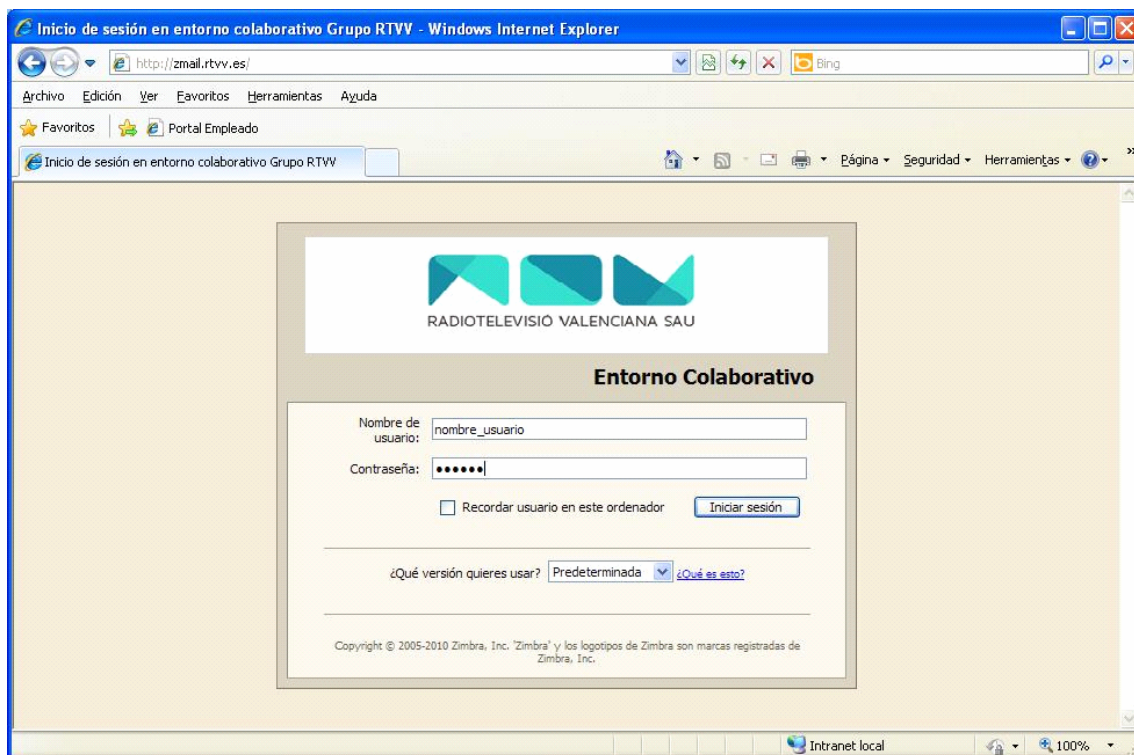 Inicio de sesión en entorno colaborativo Grupo RTVV - Windows Internet Explorer
http://zmail.rtvv.es/
Bing
Archivo Edición Ver Favoritos Herramientas Ayuda
Favoritos Portal Empleado
Inicio de sesión en entorno colaborativo Grupo RTVV
Página Seguridad Herramientas
RADIOTELEVISIÓ VALENCIANA SAU
Entorno Colaborativo
Nombre de
usuario:
nombre_usuario
Contraseña: ••••••
Recordar usuario en este ordenador Iniciar sesión
¿Qué versión quieres usar? Predeterminada ¿Qué es esto?
Copyright © 2005-2010 Zimbra, Inc. 'Zimbra' y los logotipos de Zimbra son marcas registradas de
Zimbra, Inc.
Intranet local 100%